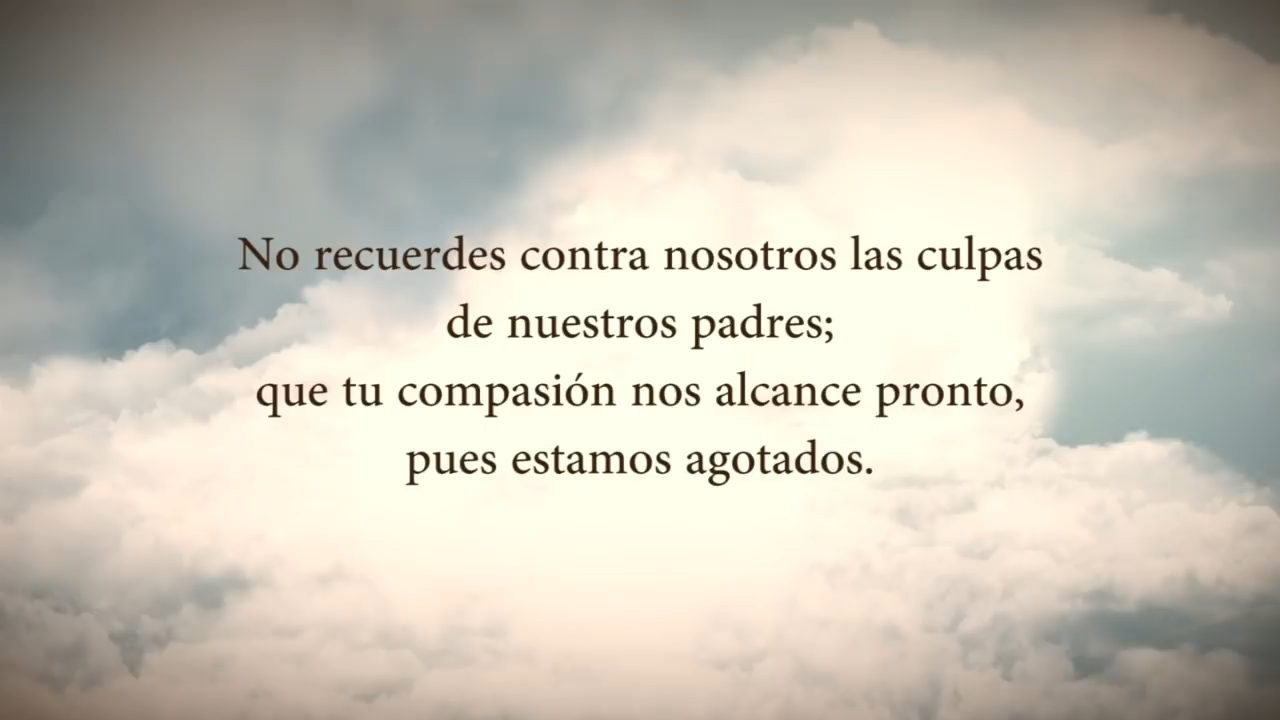 No recuerdes contra nosotros las culpas
de nuestros padres;
que tu compasión nos alcance pronto,
pues estamos agotados.